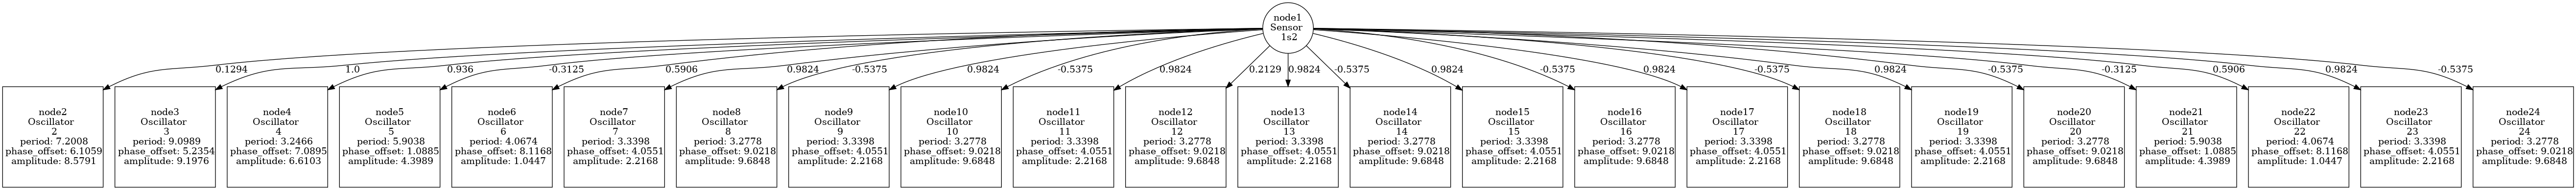 node1
Sensor
1s2
0.1294
1.0
0.936
-0.3125
0.5906
0.9824
-0.5375
0.9824
-0.5375
0.9824
0.2129
0.9824
-0.5375
0.9824
-0.5375
0.9824
-0.5375
0.9824
-0.5375
-0.3125
0.5906
0.9824
-0.5375
node2
Oscillator
2
period: 7.2008
phase_offset: 6.1059
amplitude: 8.5791
node3
Oscillator
3
period: 9.0989
phase_offset: 5.2354
amplitude: 9.1976
node4
Oscillator
4
period: 3.2466
phase_offset: 7.0895
amplitude: 6.6103
node5
Oscillator
5
period: 5.9038
phase_offset: 1.0885
amplitude: 4.3989
node6
Oscillator
6
period: 4.0674
phase_offset: 8.1168
amplitude: 1.0447
node7
Oscillator
7
period: 3.3398
phase_offset: 4.0551
amplitude: 2.2168
node8
Oscillator
8
period: 3.2778
phase_offset: 9.0218
amplitude: 9.6848
node9
Oscillator
9
period: 3.3398
phase_offset: 4.0551
amplitude: 2.2168
node10
Oscillator
10
period: 3.2778
phase_offset: 9.0218
amplitude: 9.6848
node11
Oscillator
11
period: 3.3398
phase_offset: 4.0551
amplitude: 2.2168
node12
Oscillator
12
period: 3.2778
phase_offset: 9.0218
amplitude: 9.6848
node13
Oscillator
13
period: 3.3398
phase_offset: 4.0551
amplitude: 2.2168
node14
Oscillator
14
period: 3.2778
phase_offset: 9.0218
amplitude: 9.6848
node15
Oscillator
15
period: 3.3398
phase_offset: 4.0551
amplitude: 2.2168
node16
Oscillator
16
period: 3.2778
phase_offset: 9.0218
amplitude: 9.6848
node17
Oscillator
17
period: 3.3398
phase_offset: 4.0551
amplitude: 2.2168
node18
Oscillator
18
period: 3.2778
phase_offset: 9.0218
amplitude: 9.6848
node19
Oscillator
19
period: 3.3398
phase_offset: 4.0551
amplitude: 2.2168
node20
Oscillator
20
period: 3.2778
phase_offset: 9.0218
amplitude: 9.6848
node21
Oscillator
21
period: 5.9038
phase_offset: 1.0885
amplitude: 4.3989
node22
Oscillator
22
period: 4.0674
phase_offset: 8.1168
amplitude: 1.0447
node23
Oscillator
23
period: 3.3398
phase_offset: 4.0551
amplitude: 2.2168
node24
Oscillator
24
period: 3.2778
phase_offset: 9.0218
amplitude: 9.6848